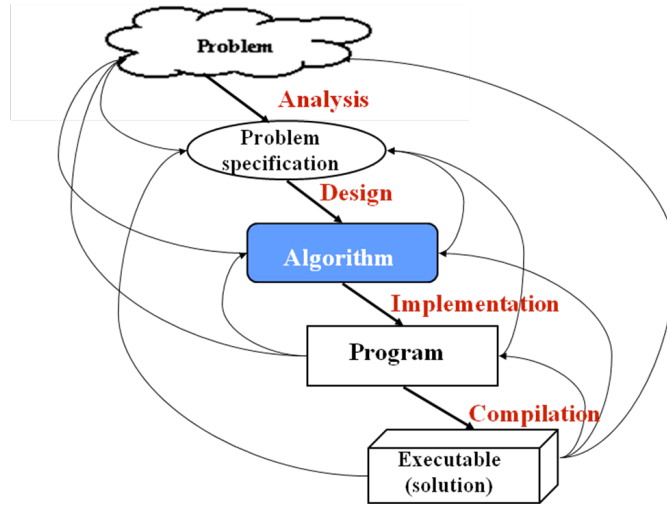 Problem
Analysis
Problem
specification
Design
Algorithm
Implementation
Program
Compilation
Executable
(solution)